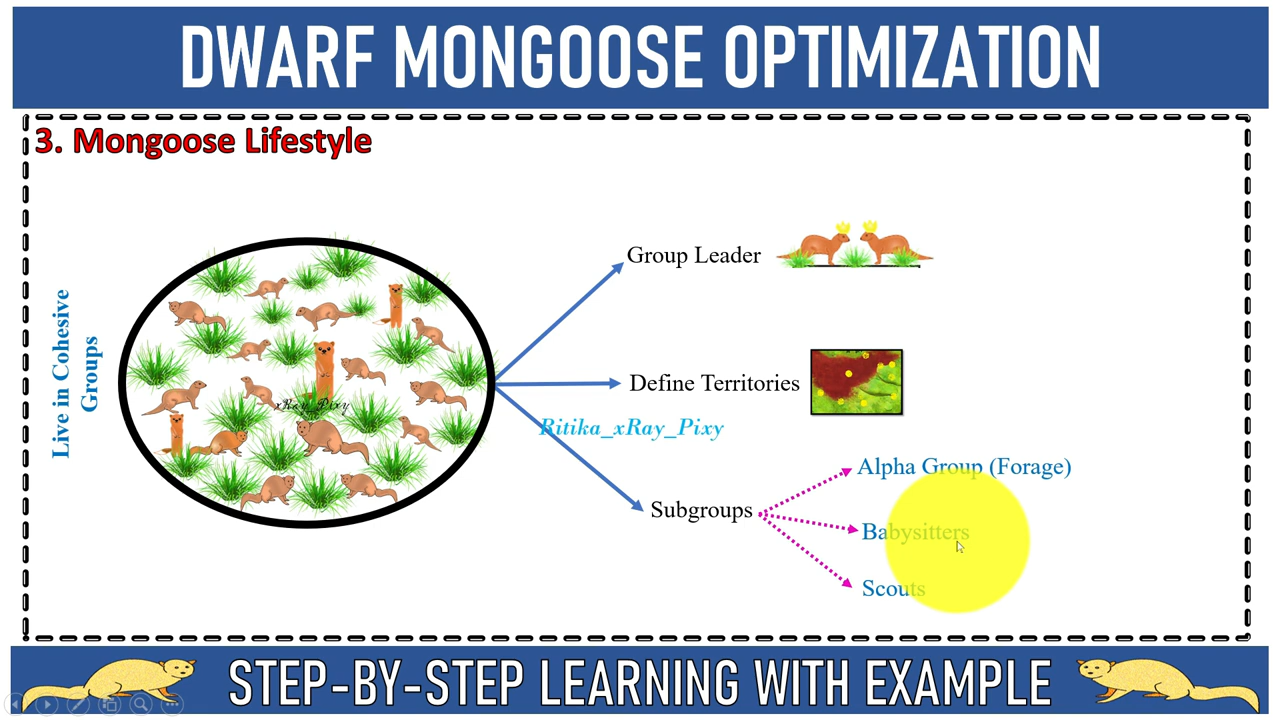 DWARF MONGOOSE OPTIMIZATION
3. Mongoose Lifestyle
Live in Cohesive
Groups
xRay_Pixy
Group Leader
Define Territories
Ritika_xRay_Pixy
Subgroups
Alpha Group (Forage)
Babysitters
Scouts
STEP-BY-STEP LEARNING WITH EXAMPLE